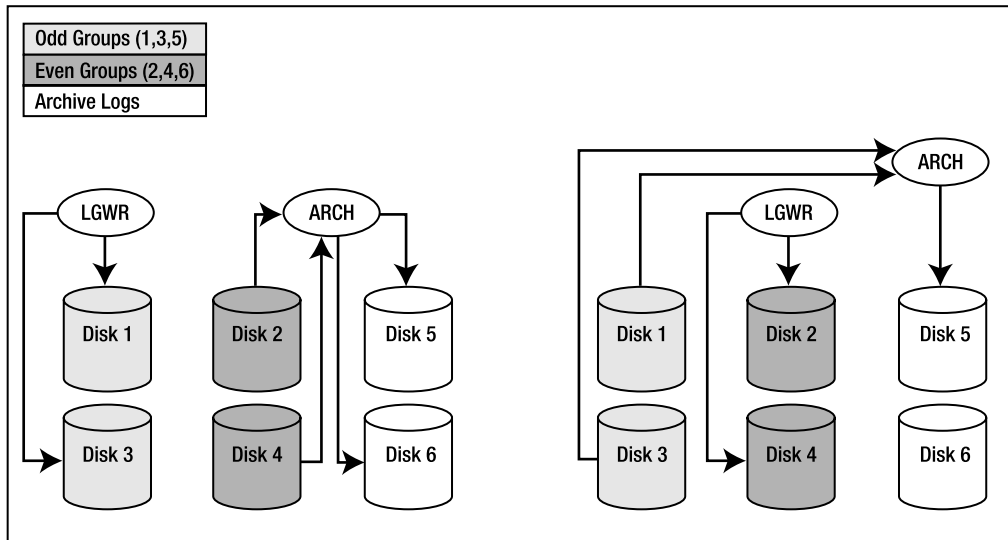 Odd Groups (1,3,5)
Even Groups (2,4,6)
Archive Logs
LGWR
ARCH
Disk 1
Disk 2
Disk 5
Disk 3
Disk 4
Disk 6
ARCH
LGWR
Disk 1
Disk 2
Disk 5
Disk 3
Disk 4
Disk 6